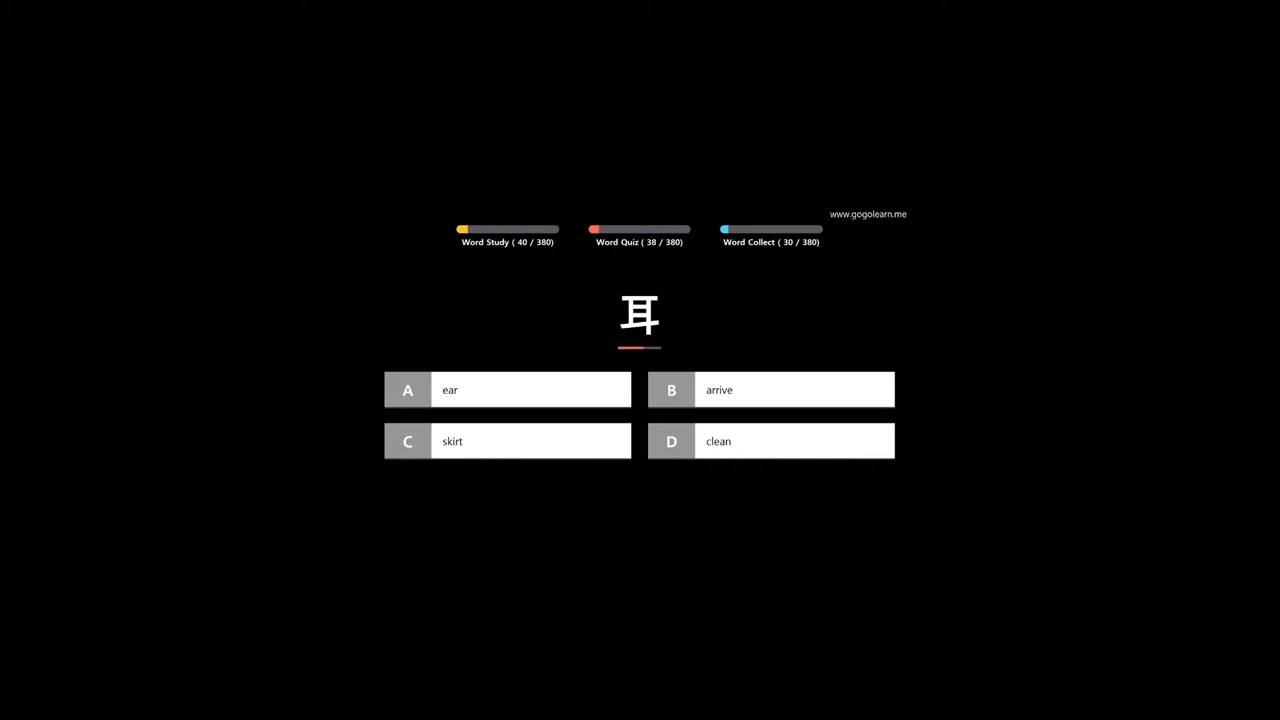 www.gogolearn.me
Word Study ( 40 / 380)
Word Quiz ( 38 / 380)
Word Collect ( 30 / 380)
耳
A ear
B arrive
C skirt
D clean